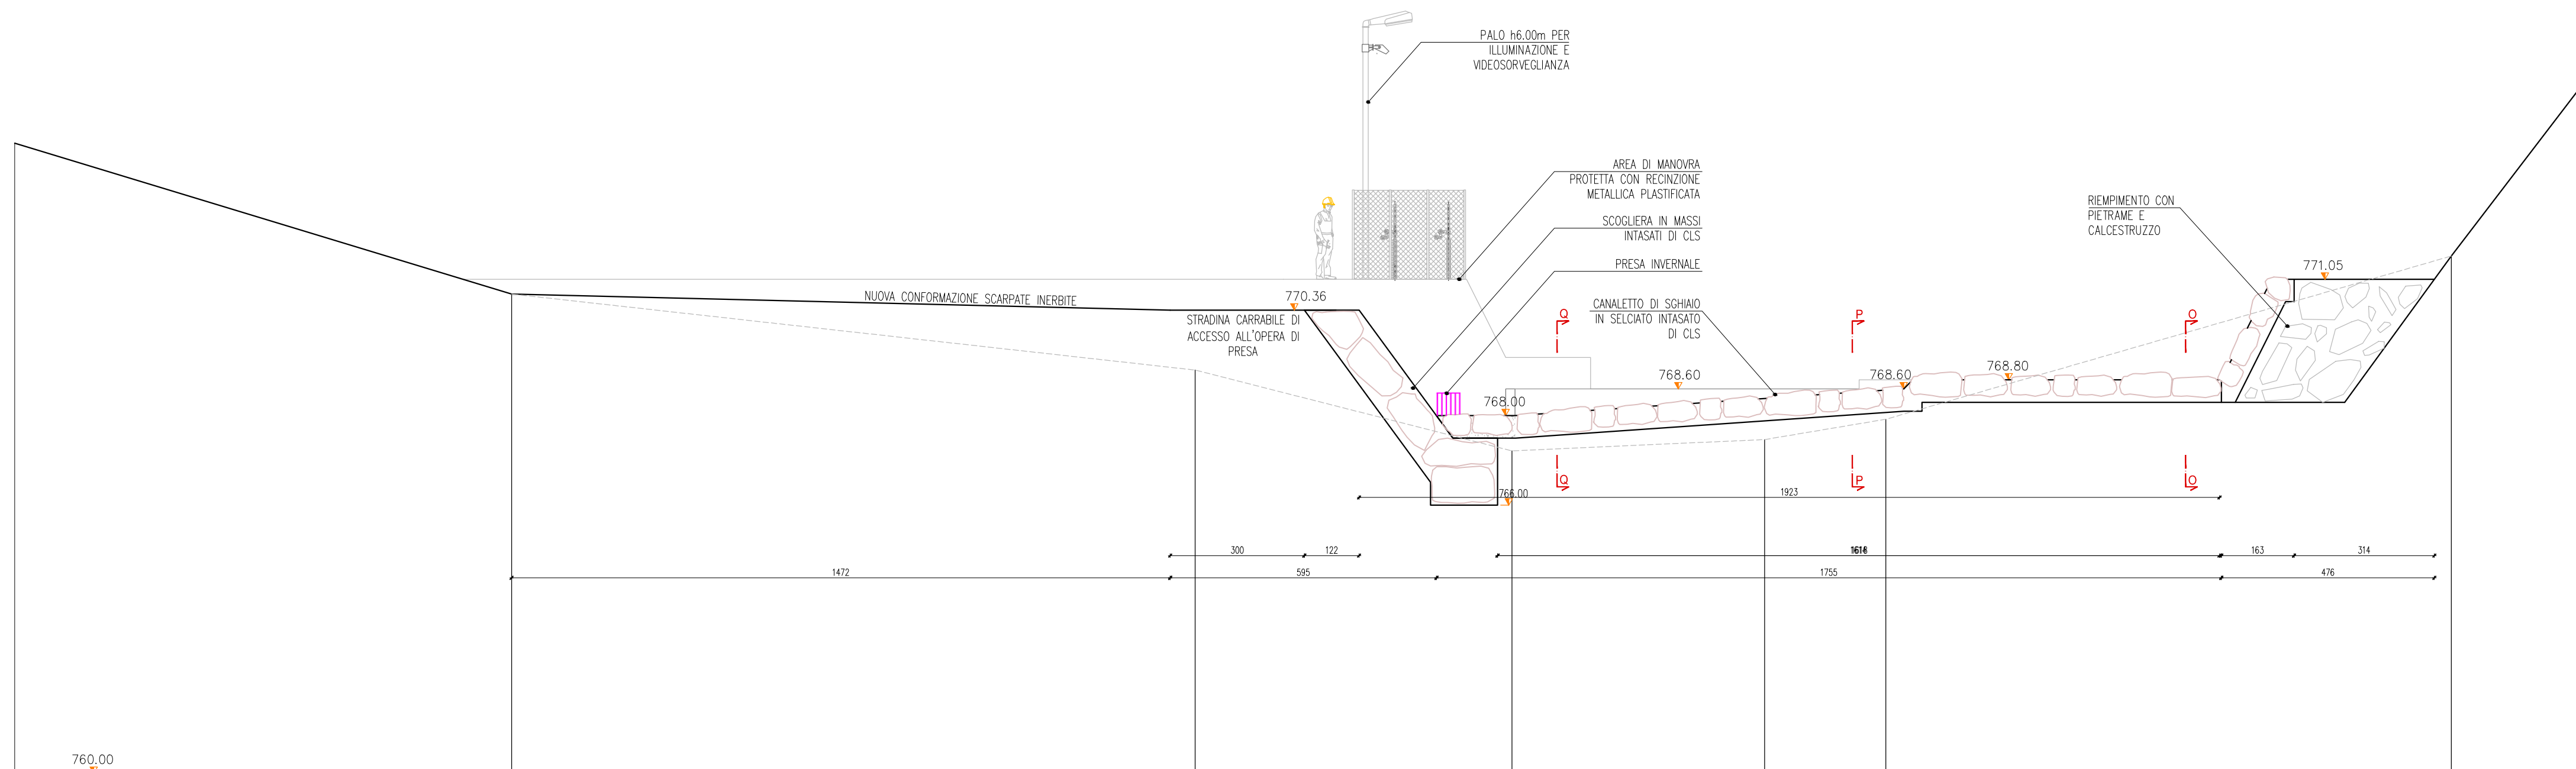 PALO h6.00m PER
ILLUMINAZIONE E
VIDEOSORVEGLIANZA
AREA DI MANOVRA
PROTETTA CON RECINZIONE
METALLICA PLASTIFICATA
SCOGLIERA IN MASSI
INTASATI DI CLS
PRESA INVERNALE
CANALETTO DI SGHIAIO
IN SELCIATO INTASATO
DI CLS
RIEMPIMENTO CON
PIETRAME E
CALCESTRUZZO
771.05
NUOVA CONFORMAZIONE SCARPATE INERBITE
770.36
STRADINA CARRABILE DI
ACCESSO ALL'OPERA DI
PRESA
Q
P
O
768.00
768.60
768.60
768.80
Q
P
O
766.00
1923
300
122
163
314
1472
595
1755
476
760.00